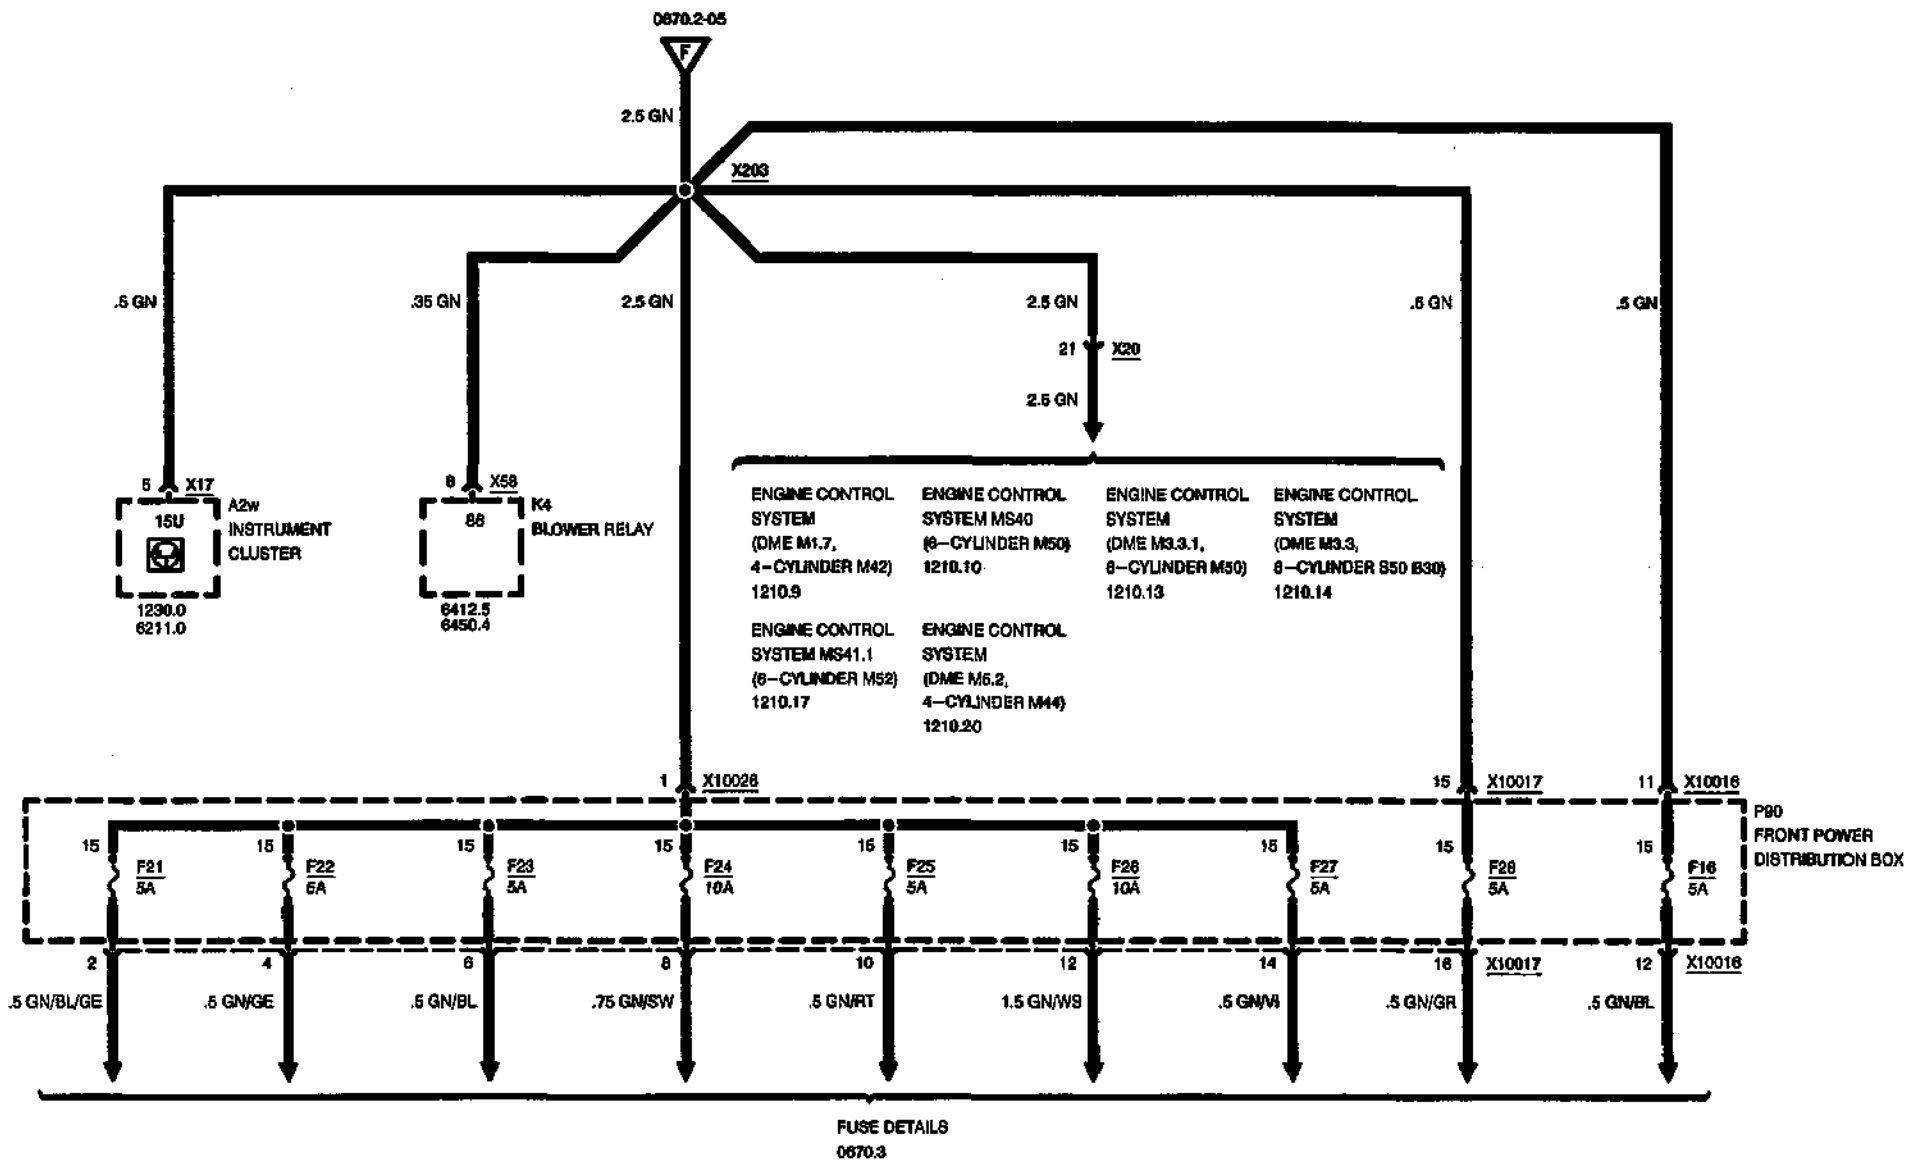 0670.2-05
F
2.5 GN
X203
.5 GN
.35 GN
2.5 GN
2.5 GN
.5 GN
.5 GN
21 X20
2.5 GN
5 X17
15U
A2w
INSTRUMENT
CLUSTER
1230.0
6211.0
8 X58
86
K4
BLOWER RELAY
6412.5
6450.4
ENGINE CONTROL
SYSTEM
(DME M1.7,
4-CYLINDER M42)
1210.9
ENGINE CONTROL
SYSTEM MS40
(6-CYLINDER M50)
1210.10
ENGINE CONTROL
SYSTEM
(DME M3.3.1,
6-CYLINDER M50)
1210.13
ENGINE CONTROL
SYSTEM
(DME M3.3,
6-CYLINDER S50 B30)
1210.14
ENGINE CONTROL
SYSTEM MS41.1
(6-CYLINDER M52)
1210.17
ENGINE CONTROL
SYSTEM
(DME M5.2,
4-CYLINDER M44)
1210.20
1 X10026
15 X10017
11 X10016
P90
FRONT POWER
DISTRIBUTION BOX
15 15 15 15 15 15 15 15 15
F21 F22 F23 F24 F25 F26 F27 F28 F16
5A 5A 5A 10A 5A 10A 5A 5A 5A
2 4 6 8 10 12 14 16 X10017 12 X10016
.5 GN/BL/GE .5 GN/GE .5 GN/BL .75 GN/SW .5 GN/RT 1.5 GN/WS .5 GN/VI .5 GN/GR .5 GN/BL
FUSE DETAILS
0670.3